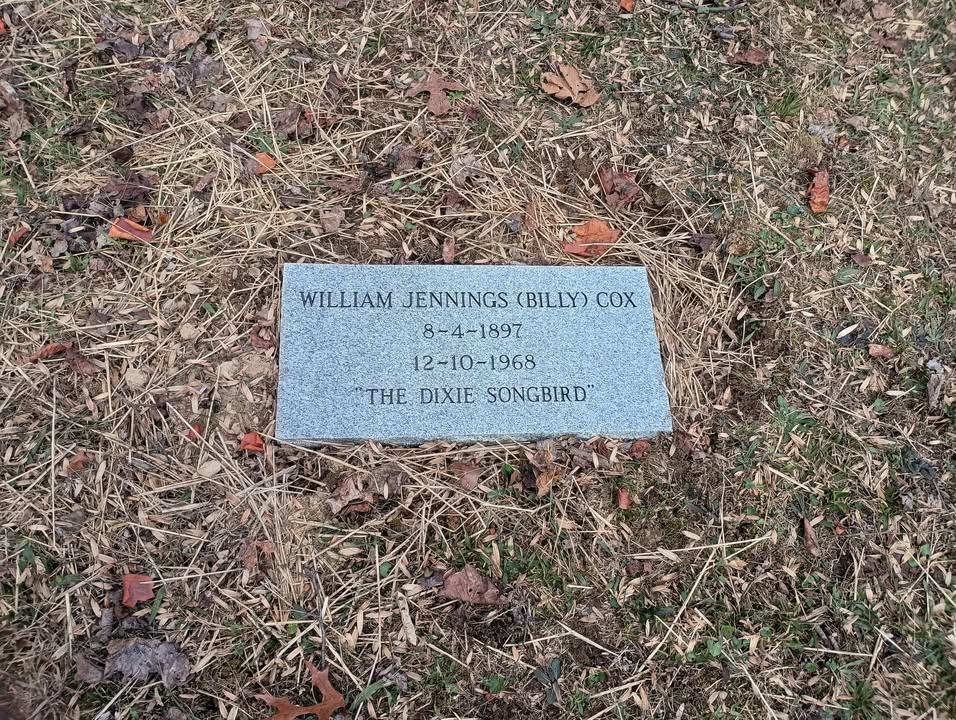 WILLIAM JENNINGS (BILLY) COX
8-4-1897
12-10-1968
"THE DIXIE SONGBIRD"